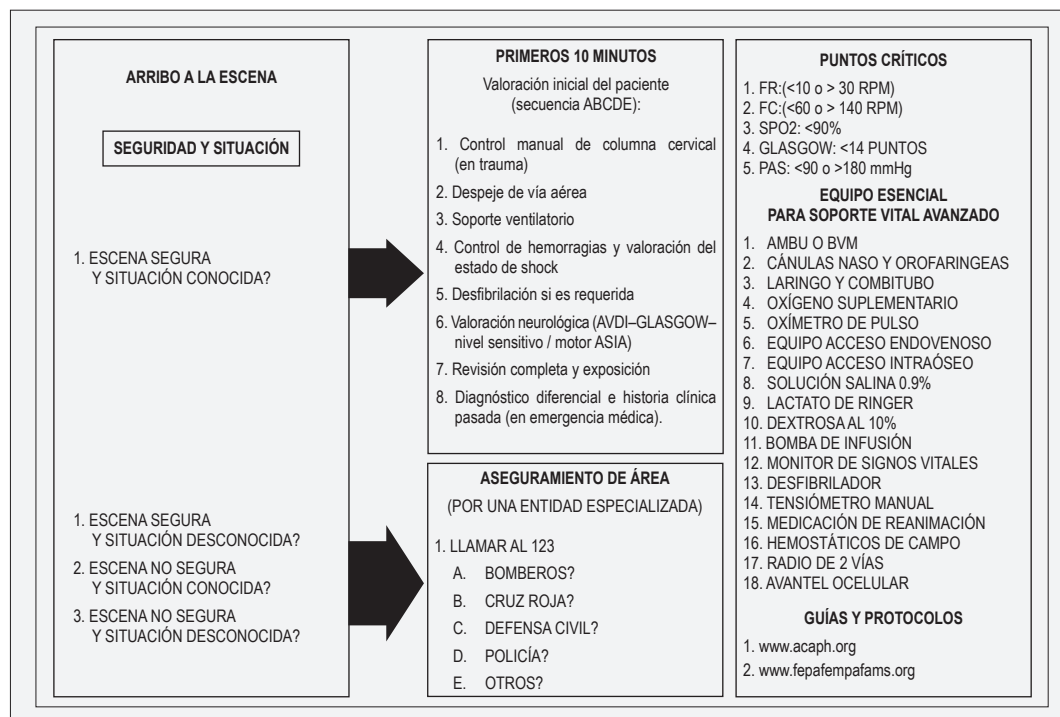 ARRIBO A LA ESCENA
SEGURIDAD Y SITUACIÓN
1. ESCENA SEGURA
Y SITUACIÓN CONOCIDA?
1. ESCENA SEGURA
Y SITUACIÓN DESCONOCIDA?
2. ESCENA NO SEGURA
Y SITUACIÓN CONOCIDA?
3. ESCENA NO SEGURA
Y SITUACIÓN DESCONOCIDA?
PRIMEROS 10 MINUTOS
Valoración inicial del paciente
(secuencia ABCDE):
1. Control manual de columna cervical
(en trauma)
2. Despeje de vía aérea
3. Soporte ventilatorio
4. Control de hemorragias y valoración del
estado de shock
5. Desfibrilación si es requerida
6. Valoración neurológica (AVDI–GLASGOW–
nivel sensitivo / motor ASIA)
7. Revisión completa y exposición
8. Diagnóstico diferencial e historia clínica
pasada (en emergencia médica).
ASEGURAMIENTO DE ÁREA
(POR UNA ENTIDAD ESPECIALIZADA)
1. LLAMAR AL 123
A. BOMBEROS?
B. CRUZ ROJA?
C. DEFENSA CIVIL?
D. POLICÍA?
E. OTROS?
PUNTOS CRÍTICOS
1. FR:(<10 o > 30 RPM)
2. FC:(<60 o > 140 RPM)
3. SPO2: <90%
4. GLASGOW: <14 PUNTOS
5. PAS: <90 o >180 mmHg
EQUIPO ESENCIAL
PARA SOPORTE VITAL AVANZADO
1. AMBU O BVM
2. CÁNULAS NASO Y OROFARINGEAS
3. LARINGO Y COMBITUBO
4. OXÍGENO SUPLEMENTARIO
5. OXÍMETRO DE PULSO
6. EQUIPO ACCESO ENDOVENOSO
7. EQUIPO ACCESO INTRAÓSEO
8. SOLUCIÓN SALINA 0.9%
9. LACTATO DE RINGER
10. DEXTROSA AL 10%
11. BOMBA DE INFUSIÓN
12. MONITOR DE SIGNOS VITALES
13. DESFIBRILADOR
14. TENSIÓMETRO MANUAL
15. MEDICACIÓN DE REANIMACIÓN
16. HEMOSTÁTICOS DE CAMPO
17. RADIO DE 2 VÍAS
18. AVANTEL OCELULAR
GUÍAS Y PROTOCOLOS
1. www.acaph.org
2. www.fepafempafams.org